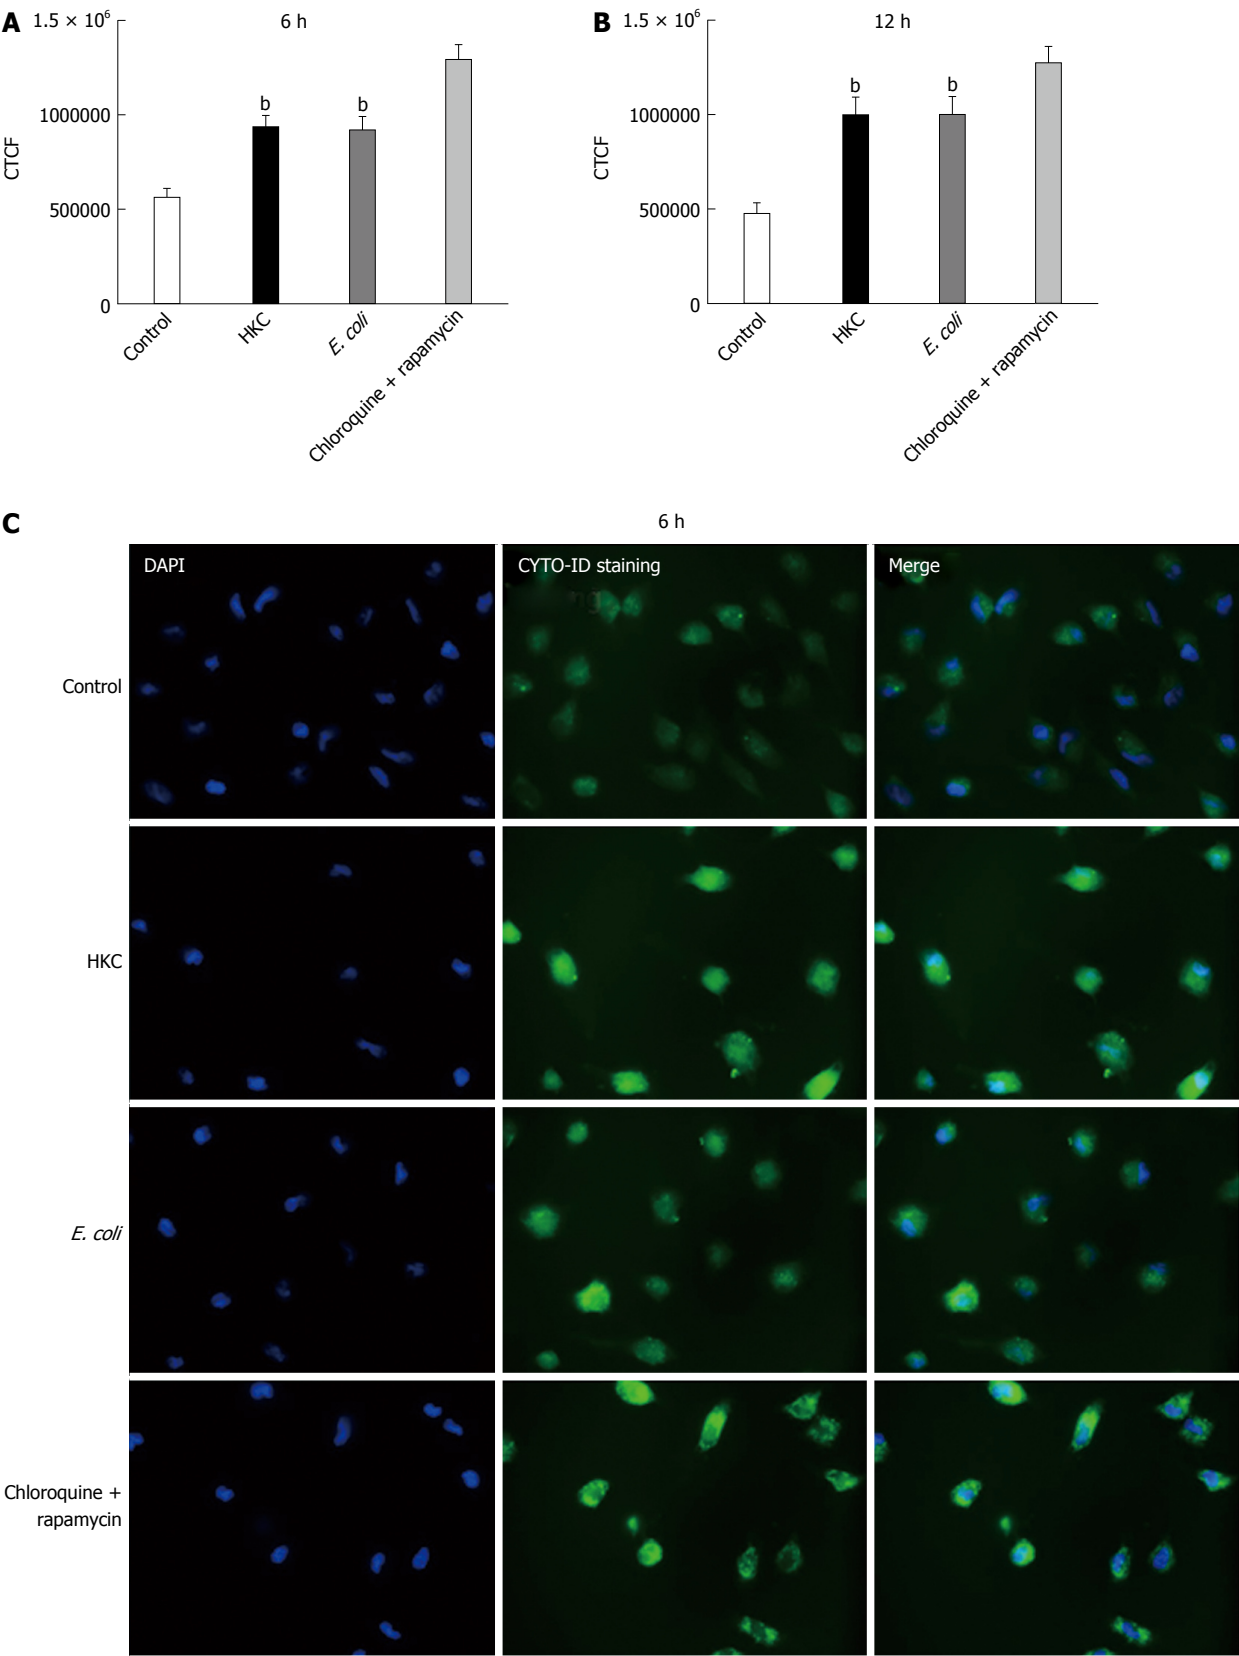 A
1.5 × 10⁶
6 h
1000000
500000
0
CTCF
b
b
Control
HKC
E. coli
Chloroquine + rapamycin
B
1.5 × 10⁶
12 h
1000000
500000
0
CTCF
b
b
Control
HKC
E. coli
Chloroquine + rapamycin
C
6 h
DAPI
CYTO-ID staining
Merge
Control
HKC
E. coli
Chloroquine +
rapamycin